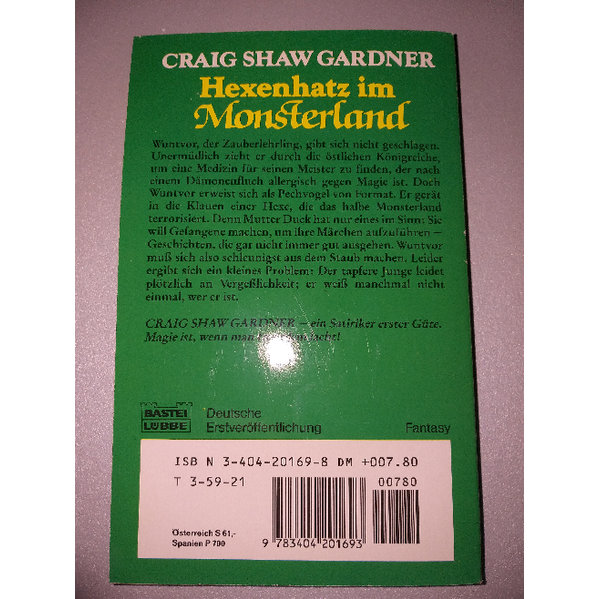 CRAIG SHAW GARDNER
Hexenhatz im
Monsterland
Wuntvor, der Zauberlehrling, gibt sich nicht geschlagen.
Unermüdlich zieht er durch die östlichen Königreiche,
um eine Medizin für seinen Meister zu finden, der nach
einem Dämonenfluch allergisch gegen Magie ist. Doch
Wuntvor erweist sich als Pechvogel von Format. Er gerät
in die Klauen einer Hexe, die das halbe Monsterland
terrorisiert. Denn Mutter Duck hat nur eines im Sinn: Sie
will Gefangene machen, um ihre Märchen aufzuführen –
Geschichten, die gar nicht immer gut ausgehen. Wuntvor
muß sich also schleunigst aus dem Staub machen. Leider
ergibt sich ein kleines Problem: Der tapfere Junge leidet
plötzlich an Vergeßlichkeit; er weiß manchmal nicht
einmal, wer er ist.
CRAIG SHAW GARDNER – ein Satiriker erster Güte.
Magie ist, wenn man lacht!
BASTEI
LÜBBE
Deutsche
Erstveröffentlichung
Fantasy
ISB N 3-404-20169-8 DM +007.80
T 3-59-21
00780
Österreich S 61,-
Spanien P 700
9 783404 201693